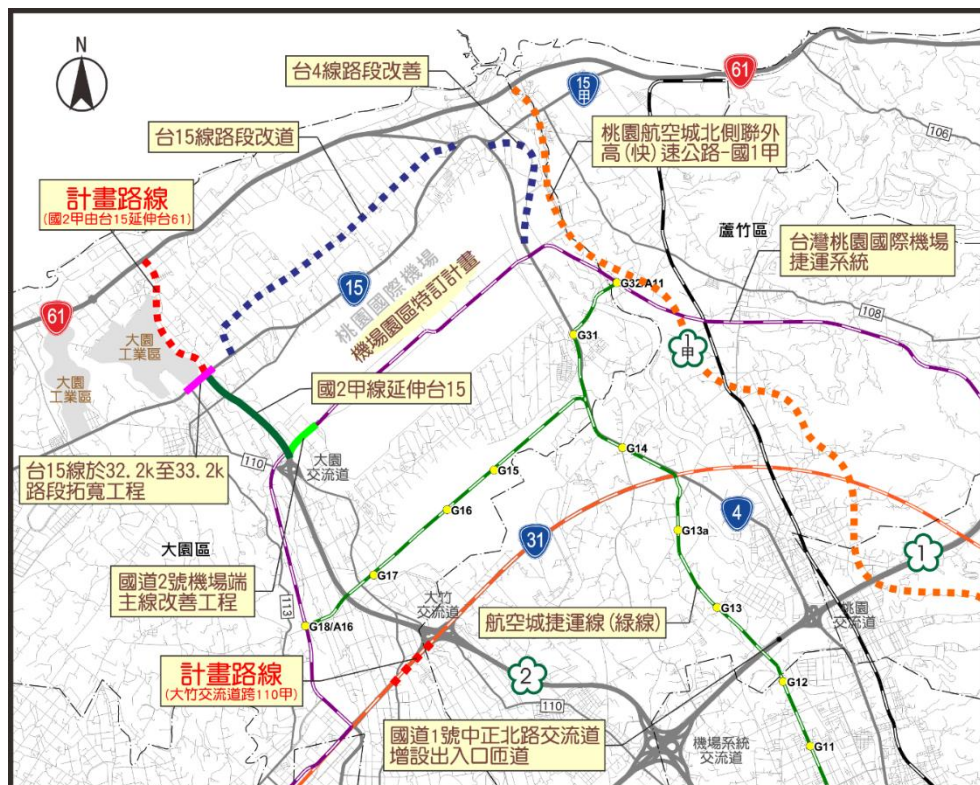 N
台4線路段改善
15
甲
61
台15線路段改道
桃園航空城北側聯外
高(快)速公路-國1甲
106
計畫路線
(國2甲由台15延伸台61)
蘆竹區
台灣桃園國際機場
捷運系統
15
桃園國際機場
機場園區特訂計畫
G32/A11
61
108
大園
工業區
G31
1
甲
大園
工業區
國2甲線延伸台15
G14
110
大園
交流道
G15
台15線於32.2k至33.2k
路段拓寬工程
G16
4
31
G13a
1
大園區
國道2號機場端
主線改善工程
G17
113
大竹
交流道
航空城捷運線(綠線)
G13
桃園
交流道
G18/A16
計畫路線
(大竹交流道跨110甲)
2
G12
110
國道1號中正北路交流道
增設出入口匝道
機場系統
交流道
G11